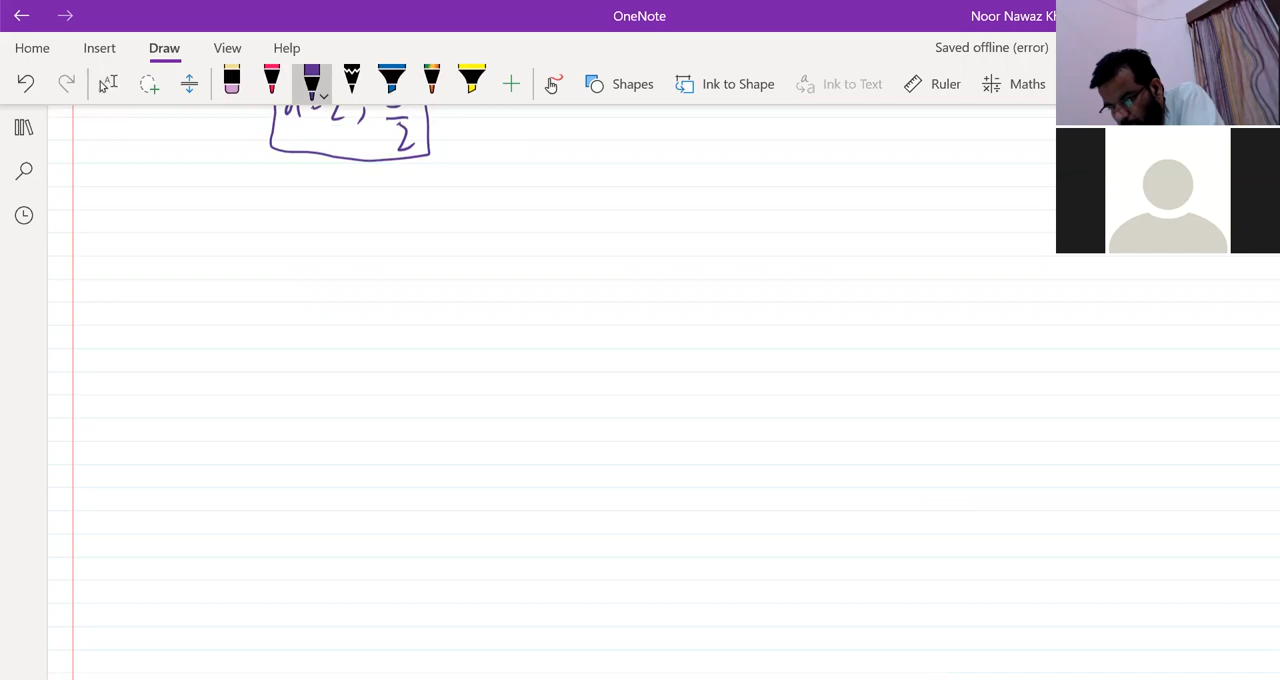 OneNote
Noor Nawaz Kh
Home Insert Draw View Help
Saved offline (error)
Shapes Ink to Shape Ink to Text Ruler Maths
2